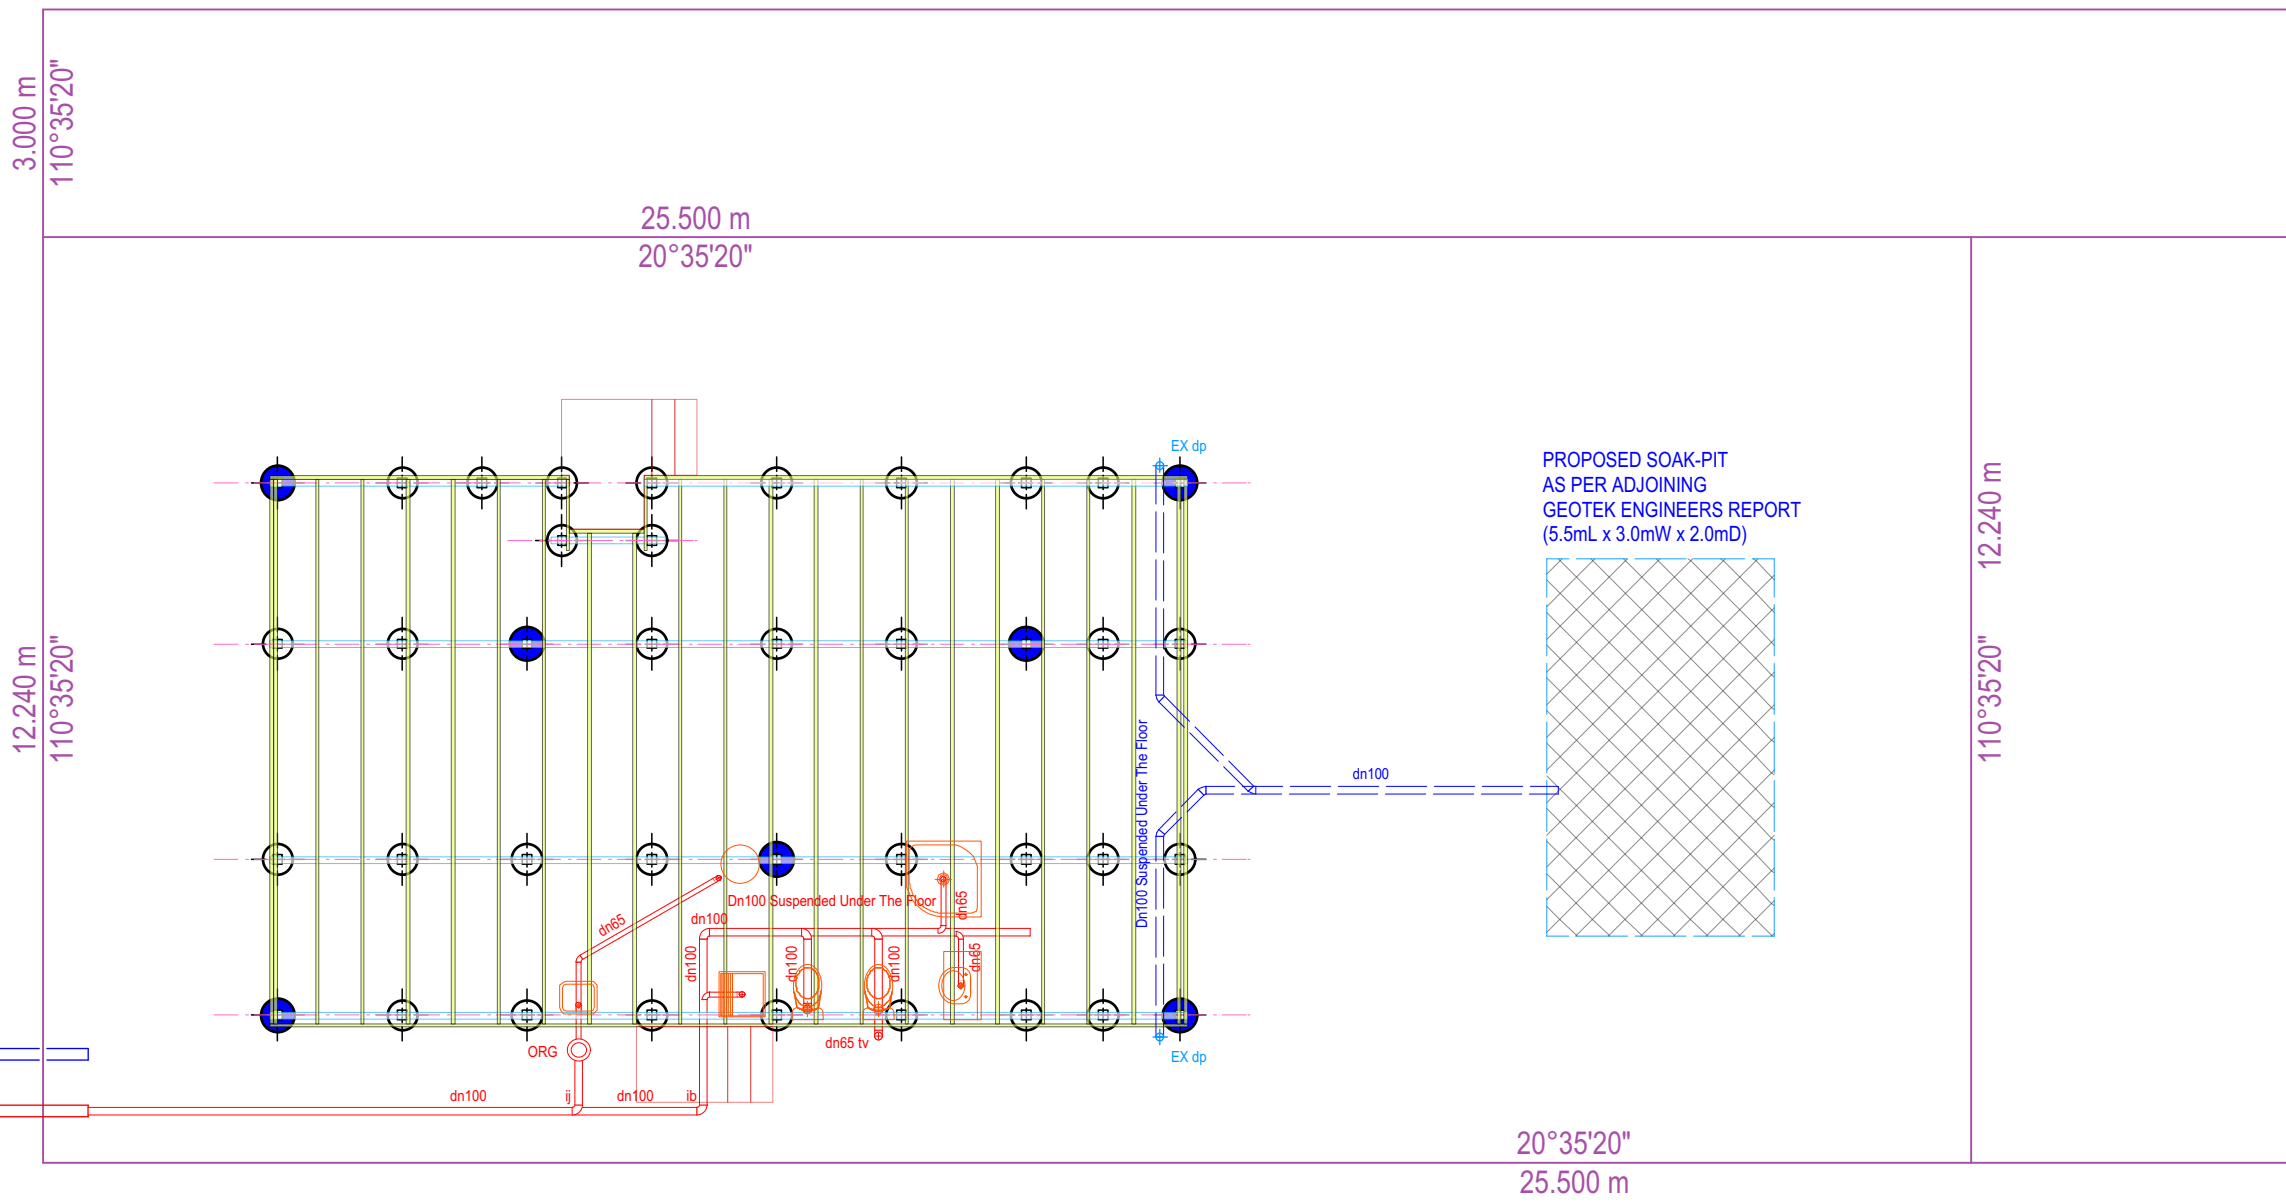 3.000 m
110°35'20"
25.500 m
20°35'20"
EX dp
PROPOSED SOAK-PIT
AS PER ADJOINING
GEOTEK ENGINEERS REPORT
(5.5mL x 3.0mW x 2.0mD)
12.240 m
110°35'20"
12.240 m
110°35'20"
Dn100 Suspended Under The Floor
dn100
Dn100 Suspended Under The Floor
dn65
dn100
dn65
dn100
dn100
dn100
dn65
ORG
dn65 tv
EX dp
dn100
ij
dn100
ib
20°35'20"
25.500 m